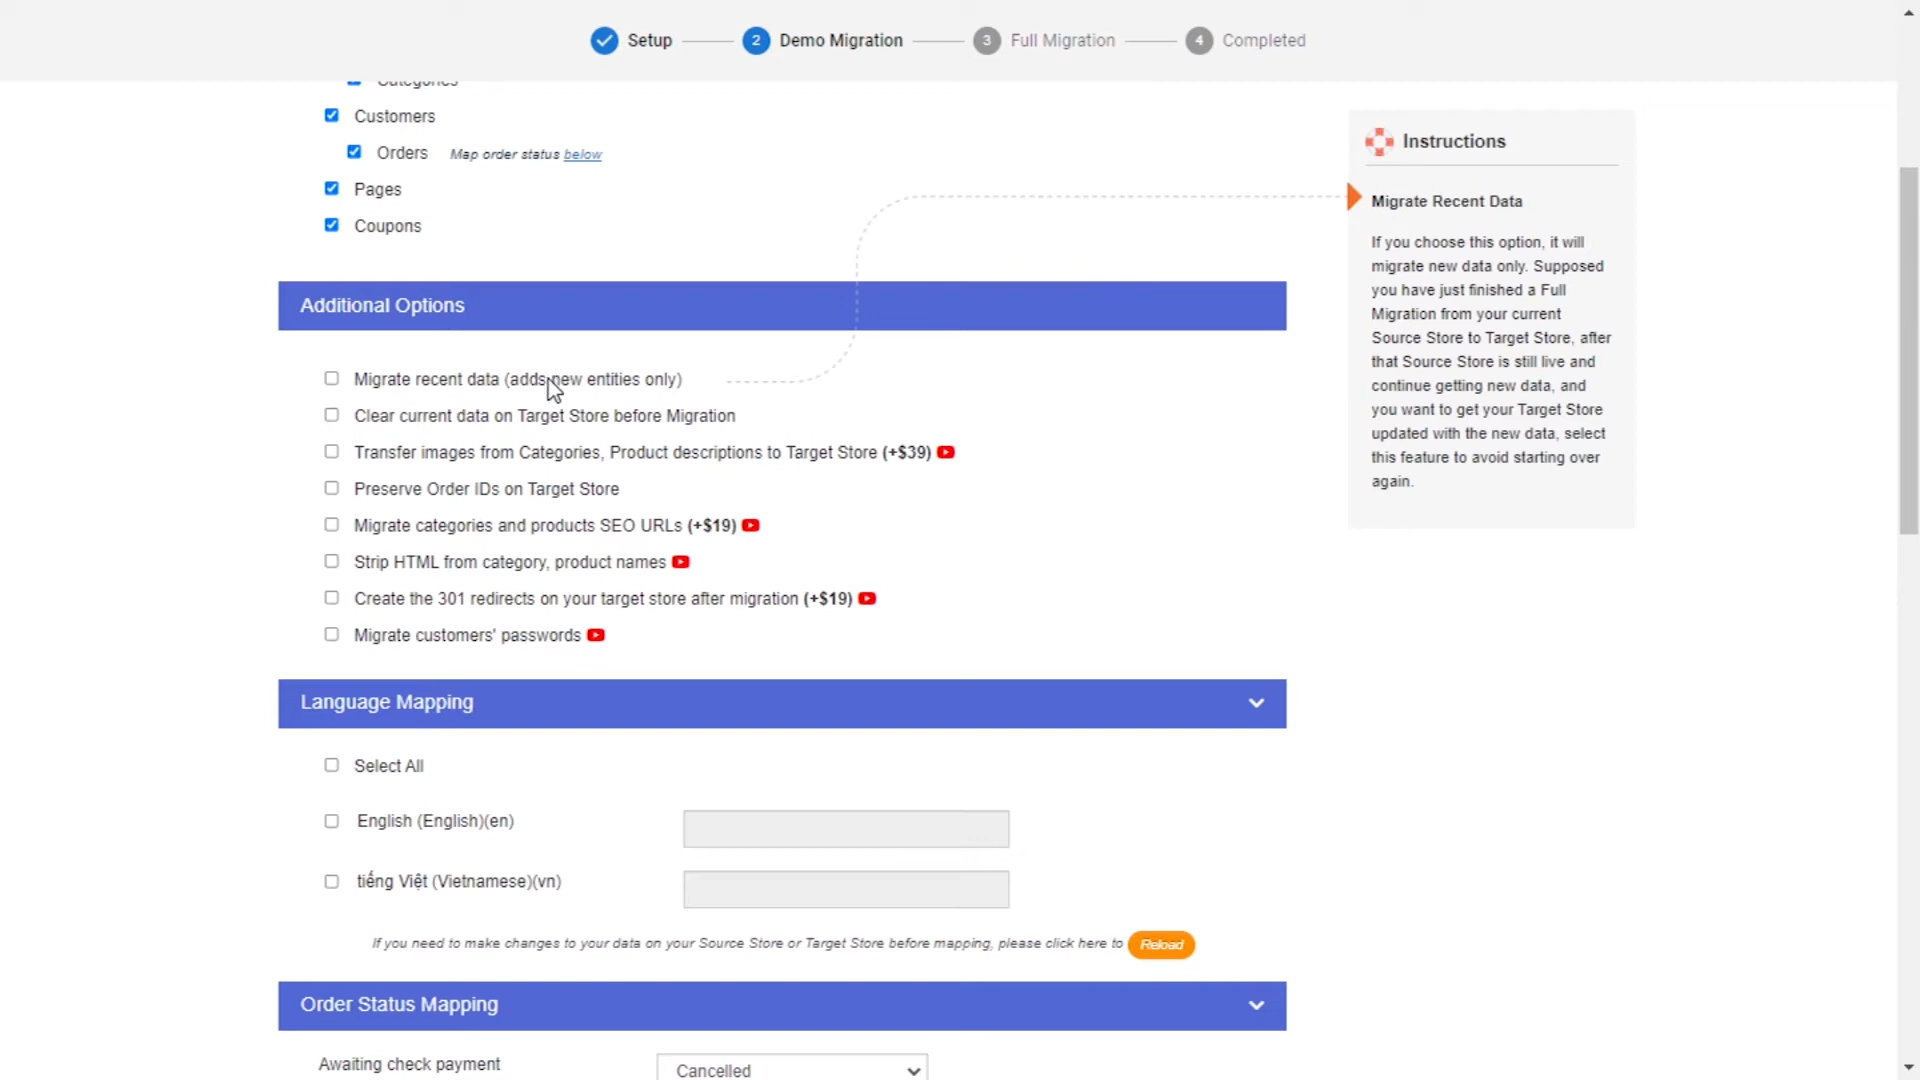 Setup
2
Demo Migration
3
Full Migration
4
Completed
Categories
Customers
Orders
Map order status below
Pages
Coupons
Additional Options
Migrate recent data (adds new entities only)
Clear current data on Target Store before Migration
Transfer images from Categories, Product descriptions to Target Store (+$39)
Preserve Order IDs on Target Store
Migrate categories and products SEO URLs (+$19)
Strip HTML from category, product names
Create the 301 redirects on your target store after migration (+$19)
Migrate customers' passwords
Language Mapping
Select All
English (English)(en)
tiếng Việt (Vietnamese)(vn)
If you need to make changes to your data on your Source Store or Target Store before mapping, please click here to
Reload
Order Status Mapping
Awaiting check payment
Cancelled
Instructions
Migrate Recent Data
If you choose this option, it will
migrate new data only. Supposed
you have just finished a Full
Migration from your current
Source Store to Target Store, after
that Source Store is still live and
continue getting new data, and
you want to get your Target Store
updated with the new data, select
this feature to avoid starting over
again.